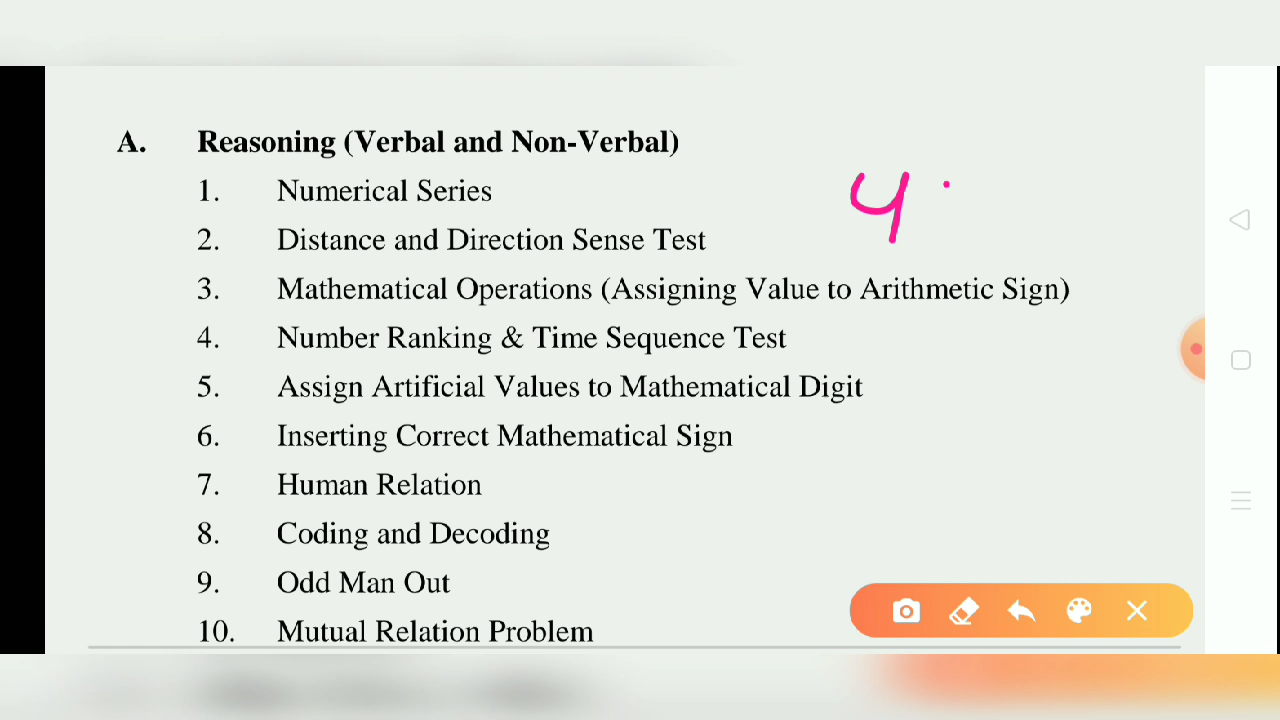 A. Reasoning (Verbal and Non-Verbal)
4
1. Numerical Series
2. Distance and Direction Sense Test
3. Mathematical Operations (Assigning Value to Arithmetic Sign)
4. Number Ranking & Time Sequence Test
5. Assign Artificial Values to Mathematical Digit
6. Inserting Correct Mathematical Sign
7. Human Relation
8. Coding and Decoding
9. Odd Man Out
10. Mutual Relation Problem